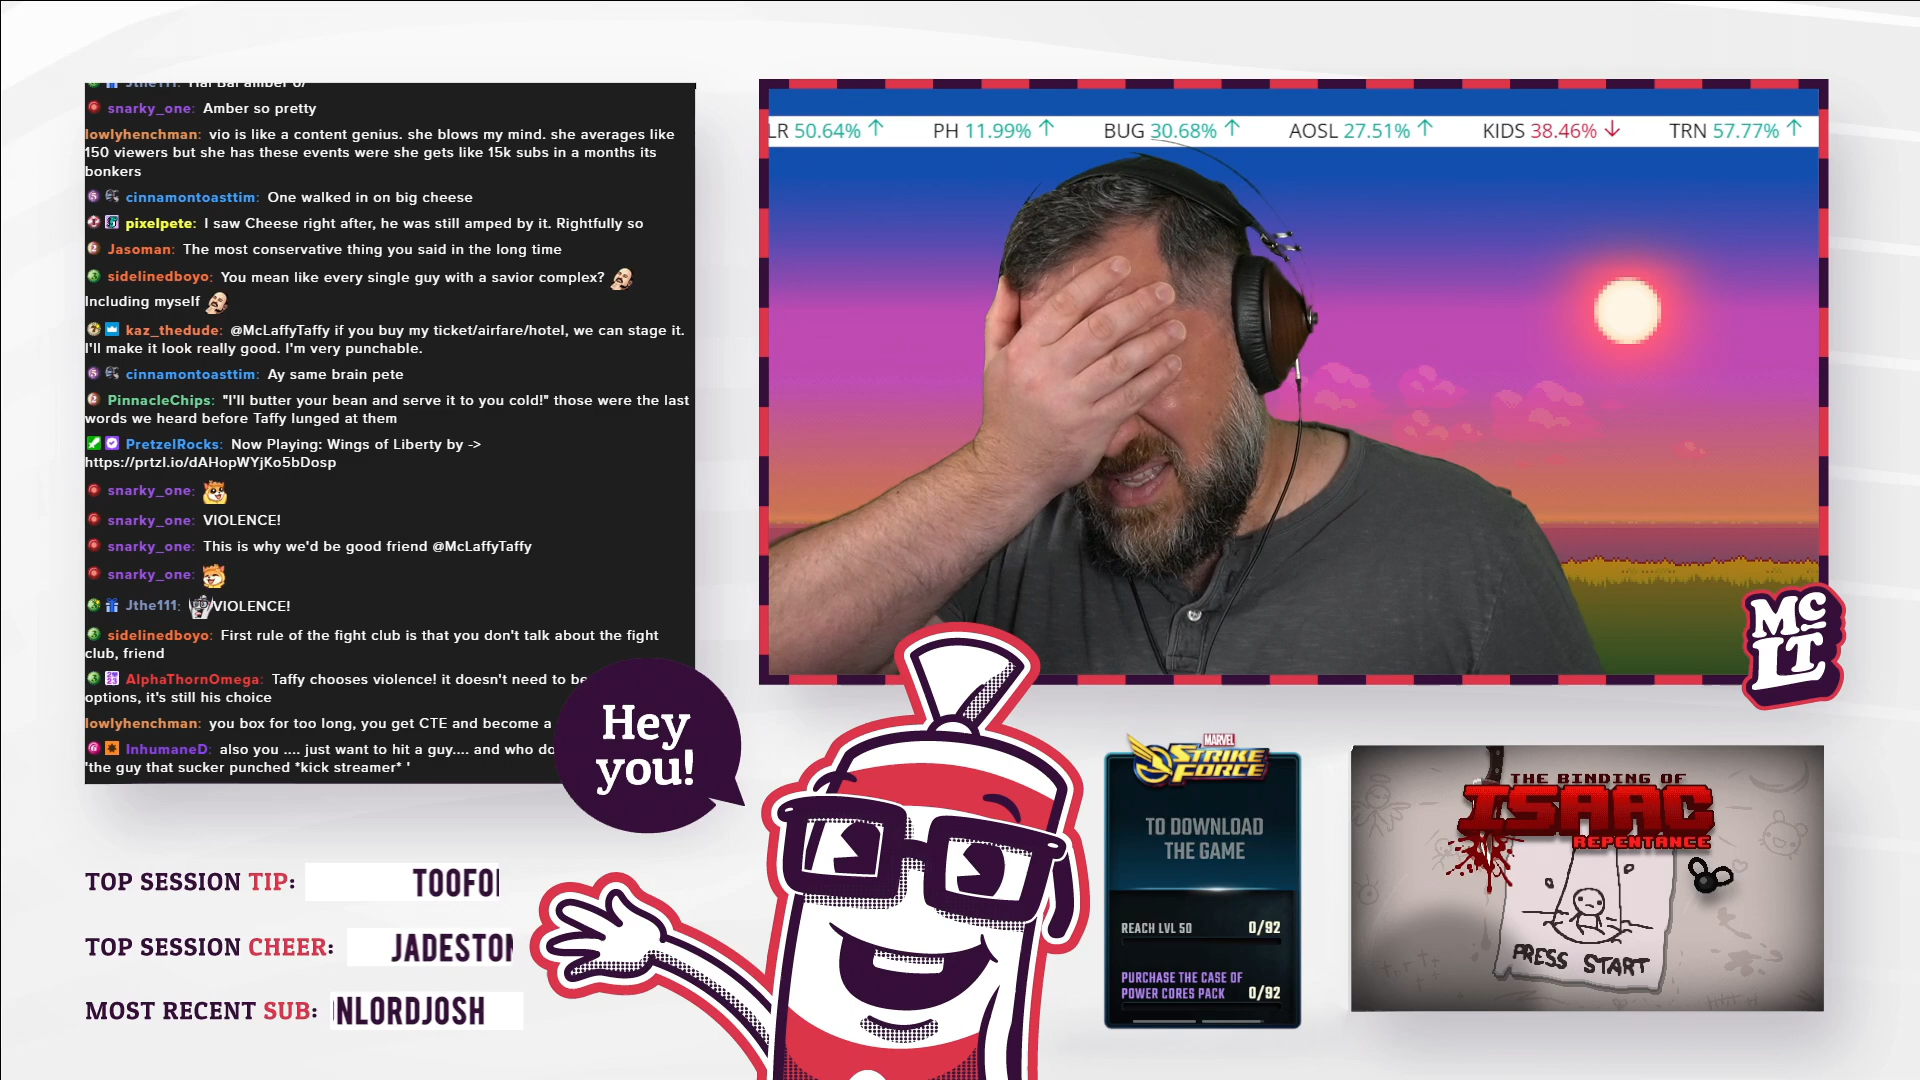 Jthe111: Hai Bai amber o/
snarky_one: Amber so pretty
lowlyhenchman: vio is like a content genius. she blows my mind. she averages like
150 viewers but she has these events were she gets like 15k subs in a months its
bonkers
cinnamontoasttim: One walked in on big cheese
pixelpete: I saw Cheese right after, he was still amped by it. Rightfully so
Jasoman: The most conservative thing you said in the long time
sidelinedboyo: You mean like every single guy with a savior complex?
Including myself
kaz_thedude: @McLaffyTaffy if you buy my ticket/airfare/hotel, we can stage it.
I'll make it look really good. I'm very punchable.
cinnamontoasttim: Ay same brain pete
PinnacleChips: "I'll butter your bean and serve it to you cold!" those were the last
words we heard before Taffy lunged at them
PretzelRocks: Now Playing: Wings of Liberty by ->
https://prtzl.io/dAHopWYjKo5bDosp
snarky_one:
snarky_one: VIOLENCE!
snarky_one: This is why we'd be good friend @McLaffyTaffy
snarky_one:
Jthe111: VIOLENCE!
sidelinedboyo: First rule of the fight club is that you don't talk about the fight
club, friend
AlphaThornOmega: Taffy chooses violence! it doesn't need to be
options, it's still his choice
lowlyhenchman: you box for too long, you get CTE and become a
InhumaneD: also you .... just want to hit a guy.... and who do
'the guy that sucker punched *kick streamer* '
LR 50.64% ↑ PH 11.99% ↑ BUG 30.68% ↑ AOSL 27.51% ↑ KIDS 38.46% ↓ TRN 57.77% ↑
Mc
LT
Hey
you!
TOP SESSION TIP: TOOFO
TOP SESSION CHEER: JADESTO
MOST RECENT SUB: NLORDJOSH
MARVEL
STRIKE
FORCE
TO DOWNLOAD
THE GAME
REACH LVL 50 0/92
PURCHASE THE CASE OF
POWER CORES PACK 0/92
THE BINDING OF
ISAAC
REPENTANCE
PRESS START